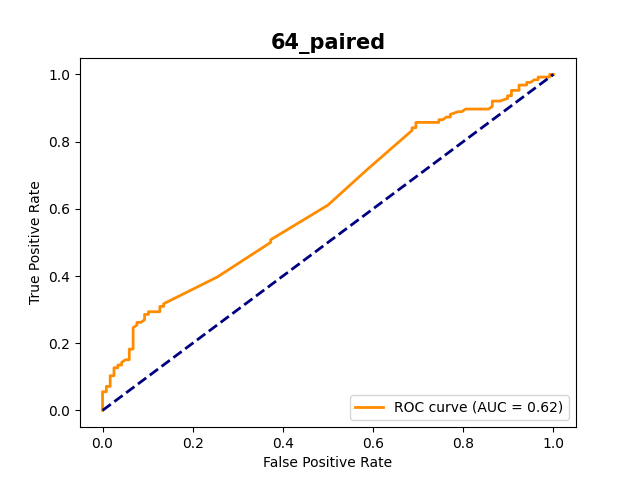 64_paired
True Positive Rate
1.0
0.8
0.6
0.4
0.2
0.0
0.0 0.2 0.4 0.6 0.8 1.0
False Positive Rate
ROC curve (AUC = 0.62)